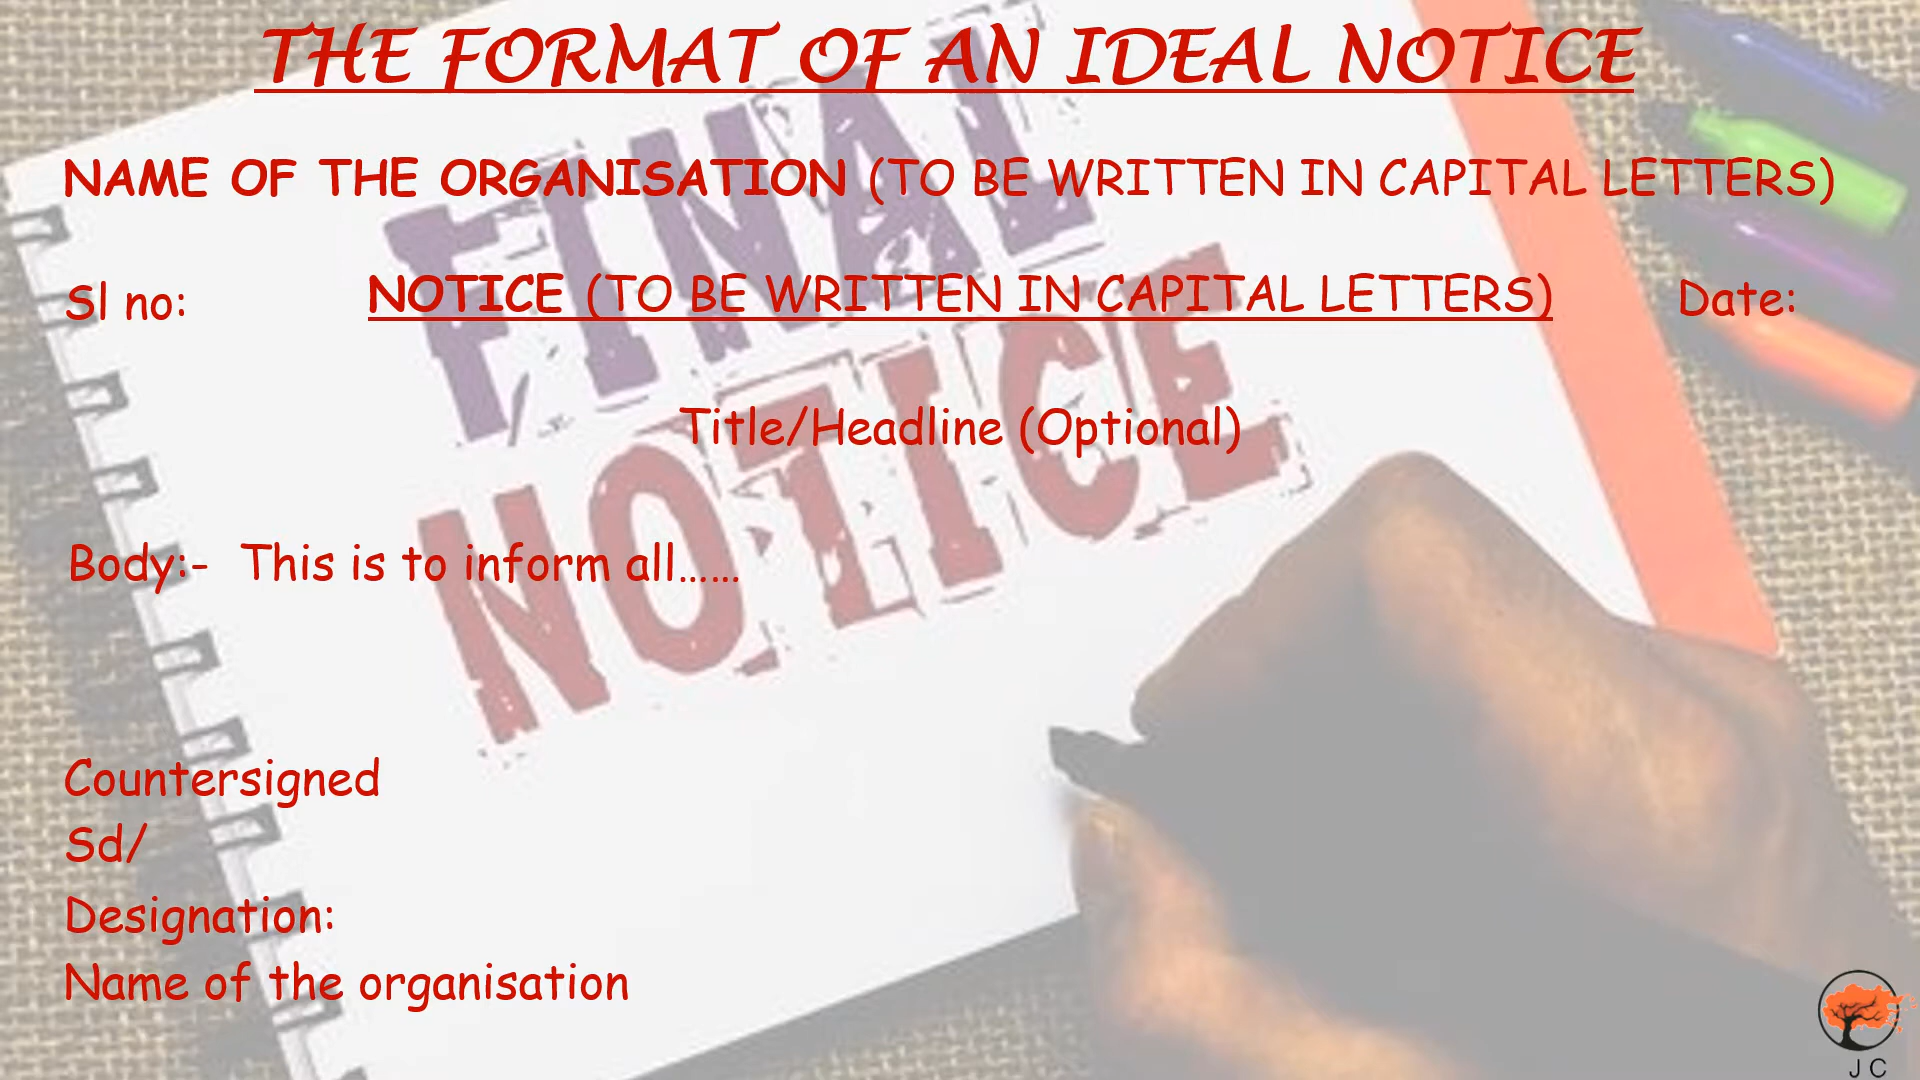 THE FORMAT OF AN IDEAL NOTICE
NAME OF THE ORGANISATION (TO BE WRITTEN IN CAPITAL LETTERS)
Sl no: NOTICE (TO BE WRITTEN IN CAPITAL LETTERS) Date:
Title/Headline (Optional)
Body:- This is to inform all......
Countersigned
Sd/
Designation:
Name of the organisation
FINAL
NOTICE
J C